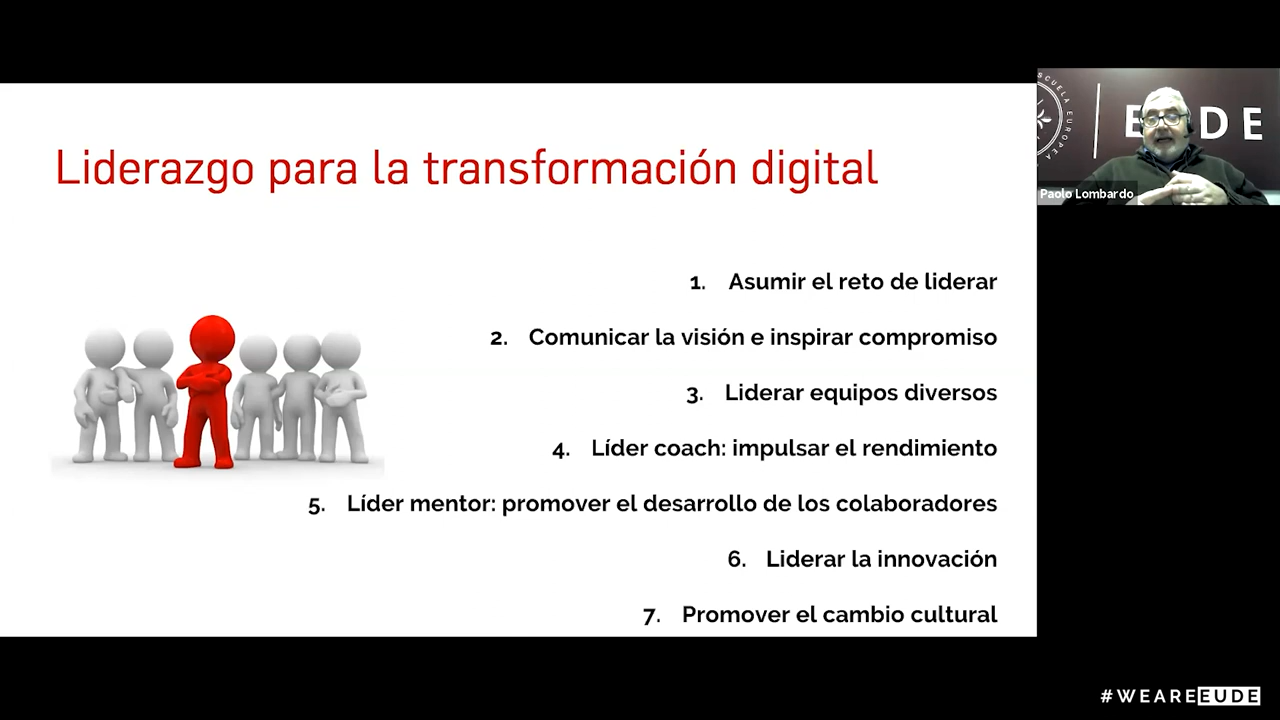 Liderazgo para la transformación digital
1. Asumir el reto de liderar
2. Comunicar la visión e inspirar compromiso
3. Liderar equipos diversos
4. Líder coach: impulsar el rendimiento
5. Líder mentor: promover el desarrollo de los colaboradores
6. Liderar la innovación
7. Promover el cambio cultural
ESCUELA EUROPEA
EUDE
Paolo Lombardo
#WEAREEUDE